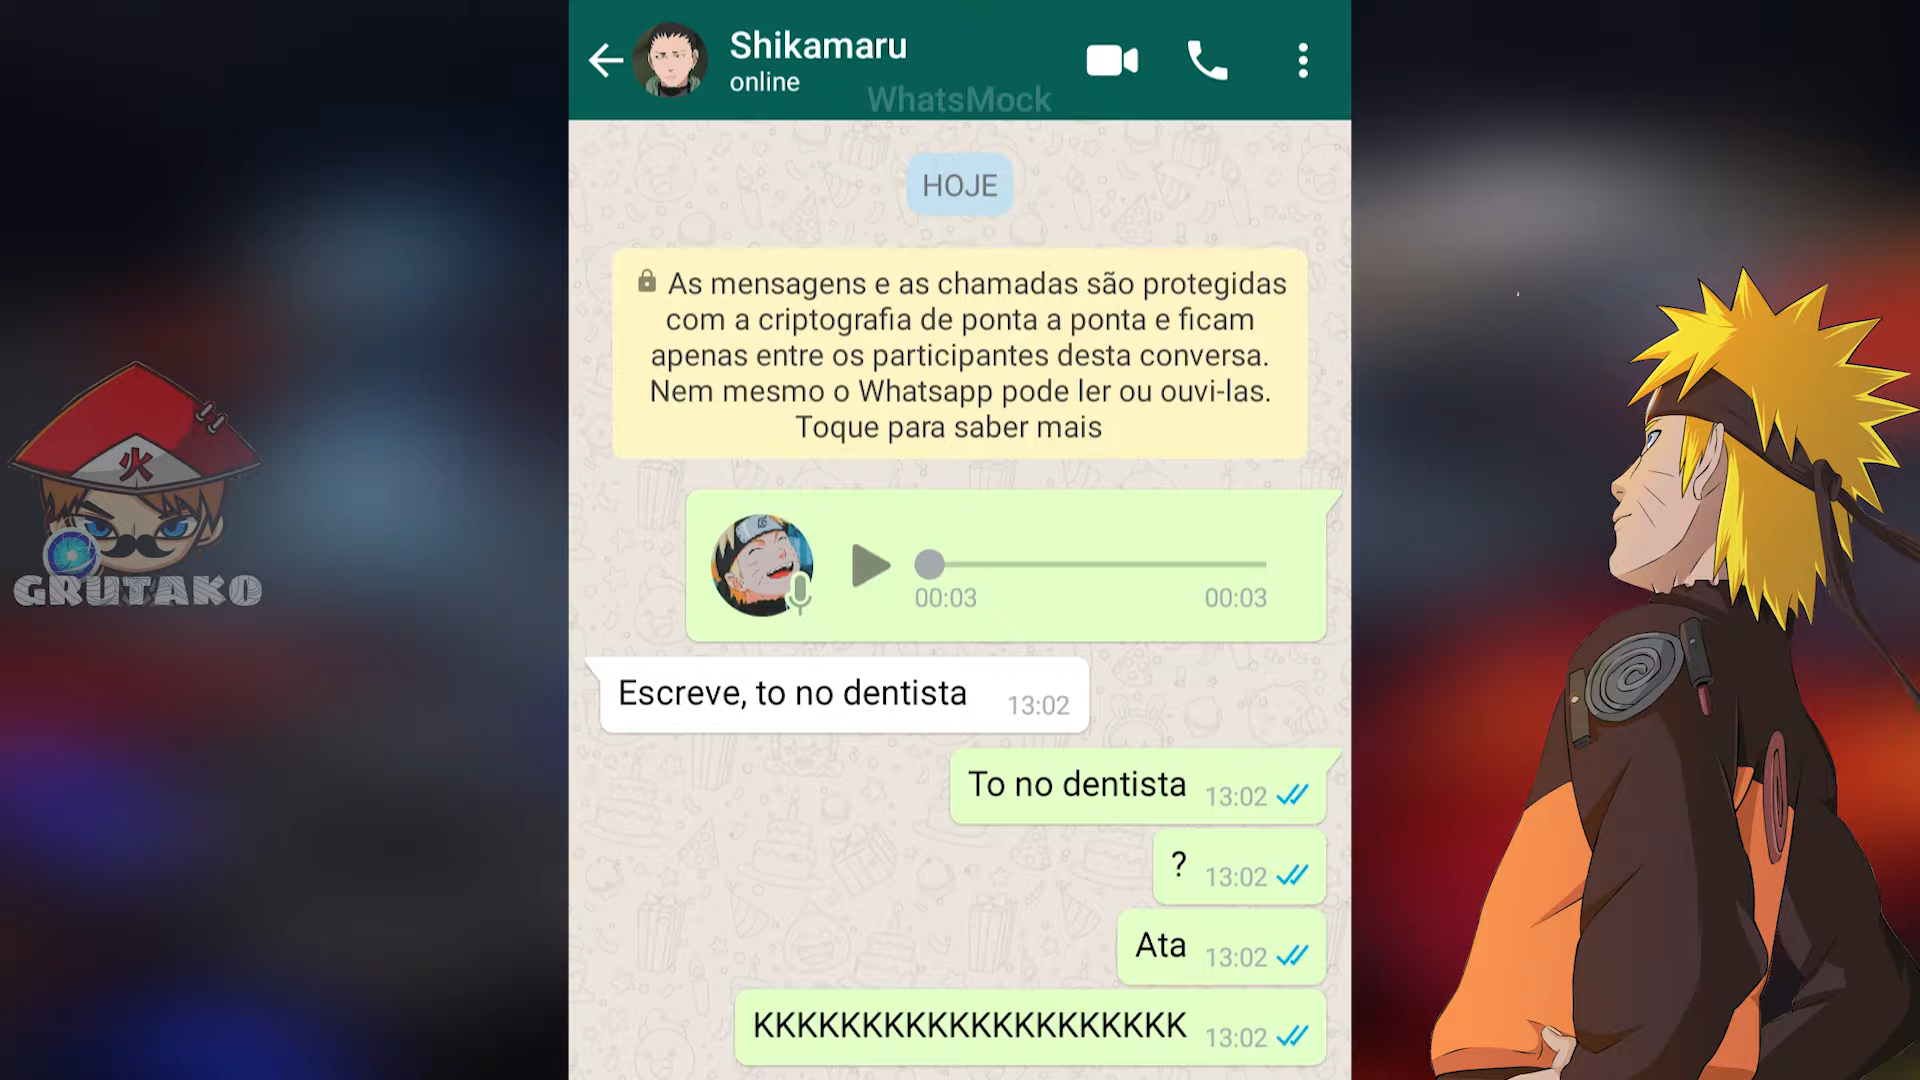 Shikamaru
online
WhatsMock
HOJE
As mensagens e as chamadas são protegidas
com a criptografia de ponta a ponta e ficam
apenas entre os participantes desta conversa.
Nem mesmo o Whatsapp pode ler ou ouvi-las.
Toque para saber mais
00:03 00:03
Escreve, to no dentista 13:02
To no dentista 13:02
? 13:02
Ata 13:02
KKKKKKKKKKKKKKKKKKKK 13:02
火
GRUTAKO